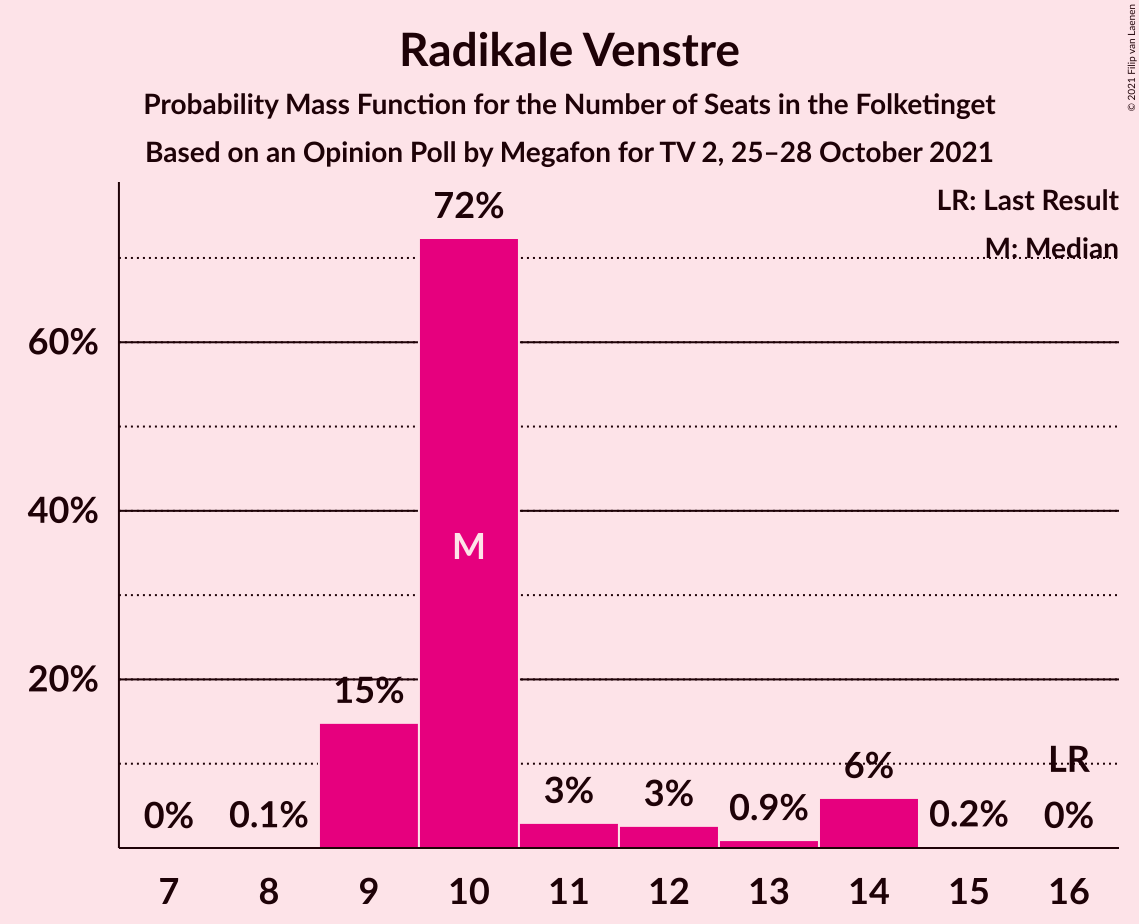 Radikale Venstre
Probability Mass Function for the Number of Seats in the Folketinget
Based on an Opinion Poll by Megafon for TV 2, 25–28 October 2021
© 2021 Filip van Laenen
LR: Last Result
M: Median
72%
60%
40%
20%
M
15%
0%
0.1%
3%
3%
0.9%
6%
0.2%
LR
0%
7 8 9 10 11 12 13 14 15 16